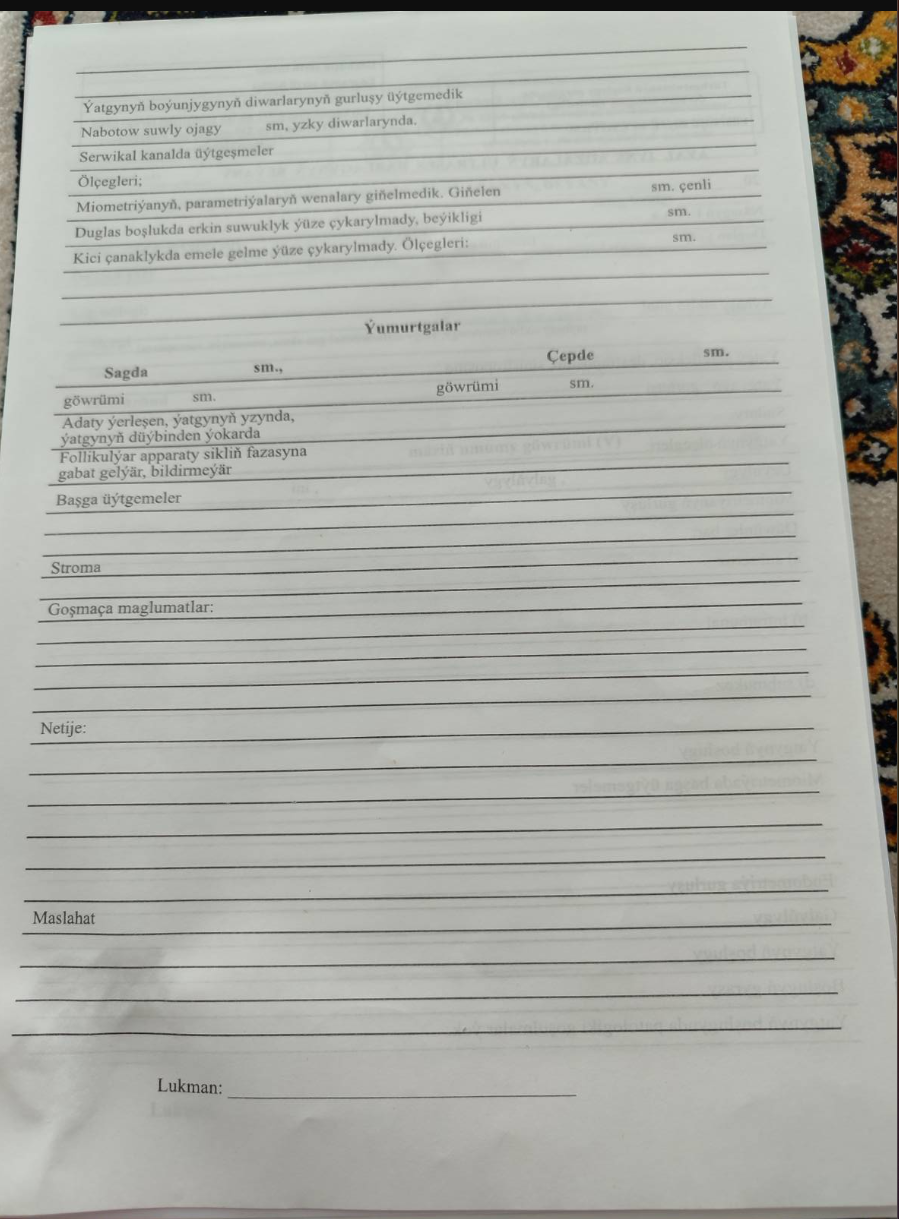 Ýatgynyň boýunjygynyň diwarlarynyň gurluşy üýtgemedik
Nabotow suwly ojagy sm, yzky diwarlarynda.
Serwikal kanalda üýtgeşmeler
Ölçegleri;
Miometriýanyň, parametriýalaryň wenalary giňelmedik. Giňelen sm. çenli
Duglas boşlukda erkin suwuklyk ýüze çykarylmady, beýikligi sm.
Kici çanaklykda emele gelme ýüze çykarylmady. Ölçegleri: sm.
Ýumurtgalar
Sagda sm., Çepde sm.
göwrümi sm. göwrümi sm.
Adaty ýerleşen, ýatgynyň yzynda,
ýatgynyň düýbinden ýokarda
Follikulýar apparaty sikliň fazasyna
gabat gelýär, bildirmeýär
Başga üýtgemeler
Stroma
Goşmaça maglumatlar:
Netije:
Maslahat
Lukman: